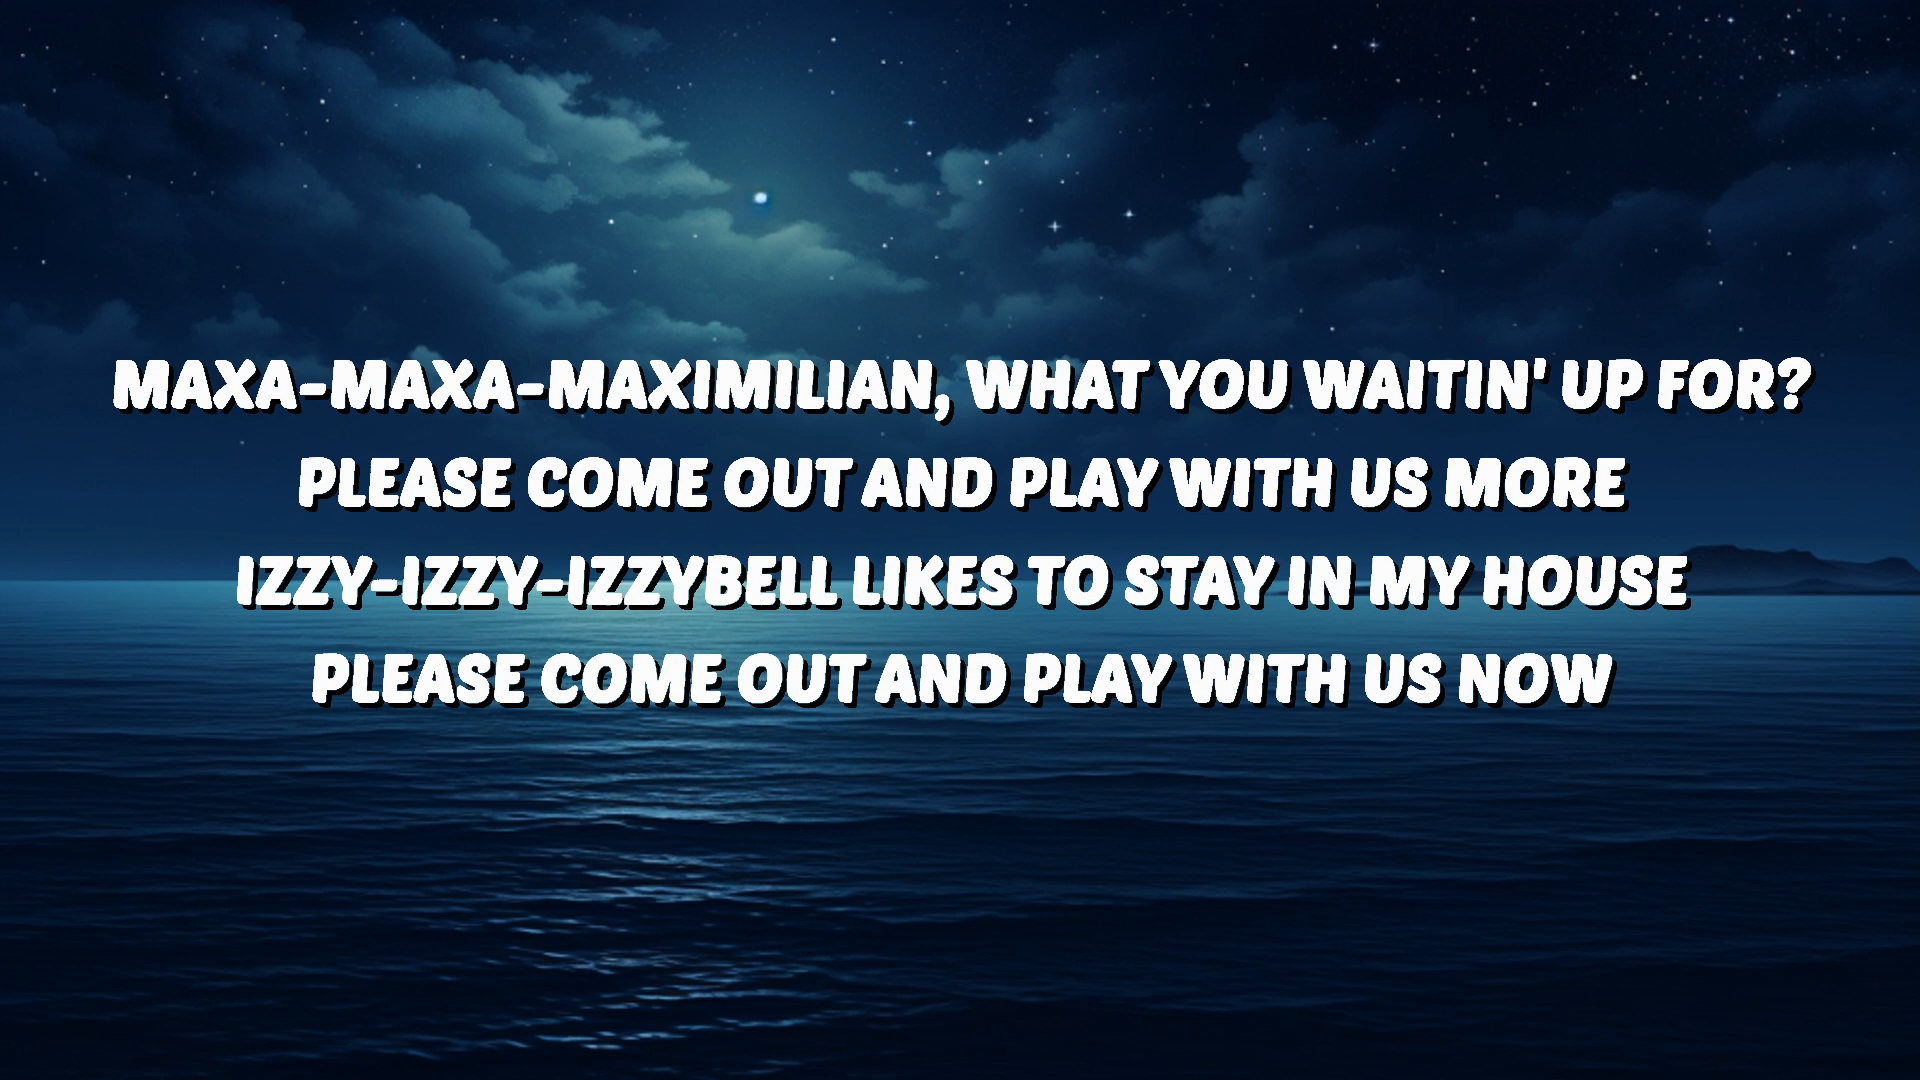 MAXA-MAXA-MAXIMILIAN, WHAT YOU WAITIN' UP FOR?
PLEASE COME OUT AND PLAY WITH US MORE
IZZY-IZZY-IZZYBELL LIKES TO STAY IN MY HOUSE
PLEASE COME OUT AND PLAY WITH US NOW